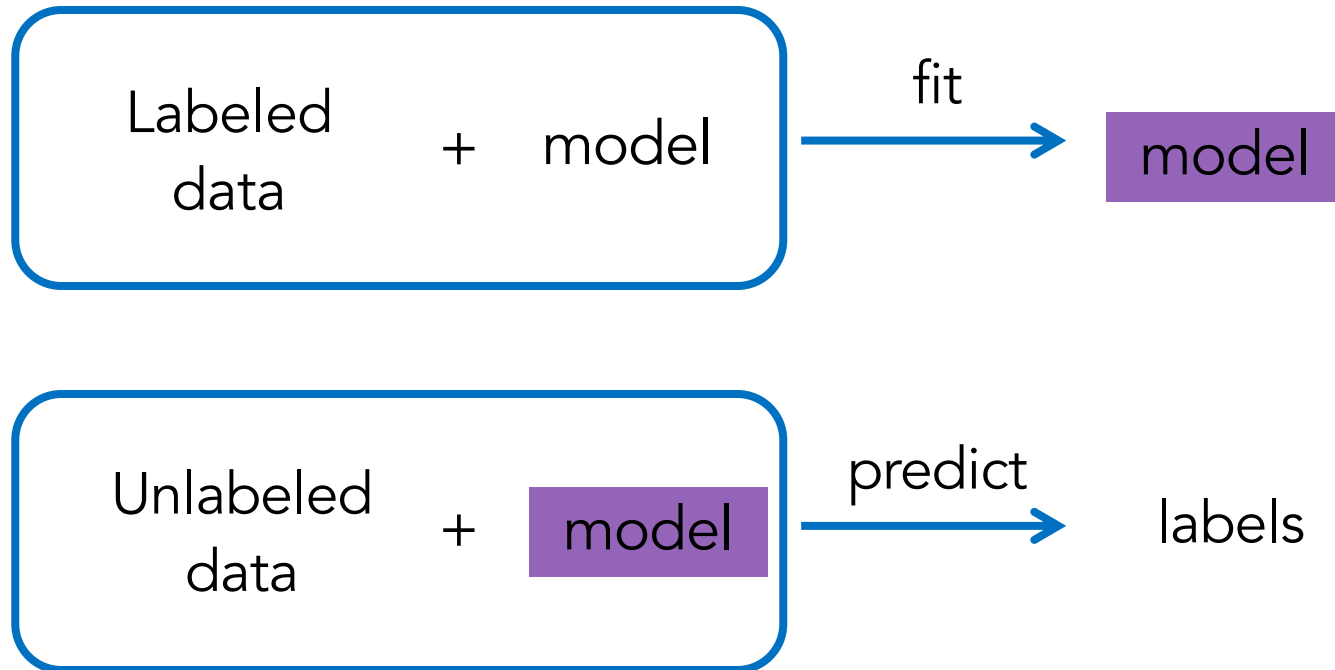 Labeled
data
+ model
fit
model
Unlabeled
data
+ model
predict
labels